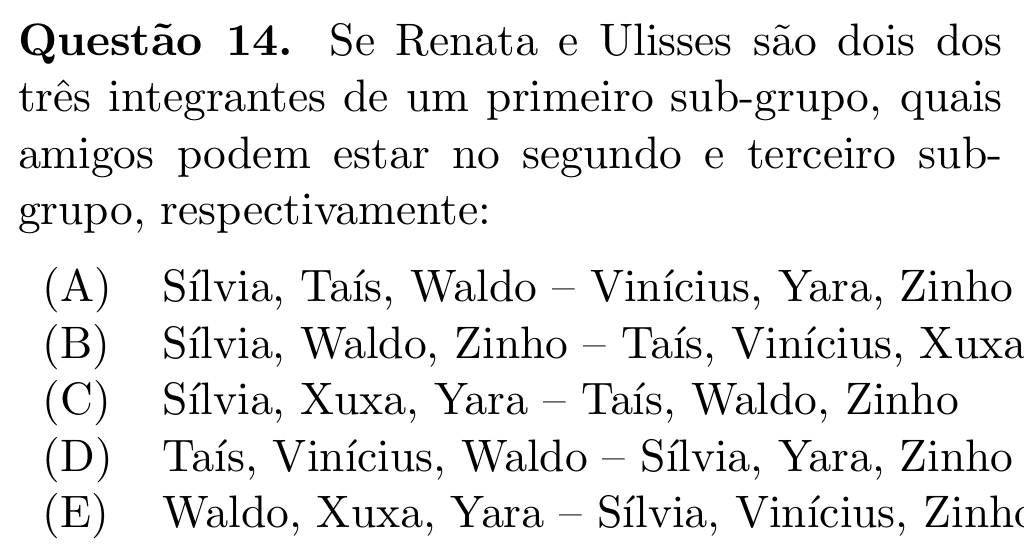 Questão 14. Se Renata e Ulisses são dois dos
três integrantes de um primeiro sub-grupo, quais
amigos podem estar no segundo e terceiro sub-
grupo, respectivamente:
(A) Sílvia, Taís, Waldo – Vinícius, Yara, Zinho
(B) Sílvia, Waldo, Zinho – Taís, Vinícius, Xuxa
(C) Sílvia, Xuxa, Yara – Taís, Waldo, Zinho
(D) Taís, Vinícius, Waldo – Sílvia, Yara, Zinho
(E) Waldo, Xuxa, Yara – Sílvia, Vinícius, Zinho